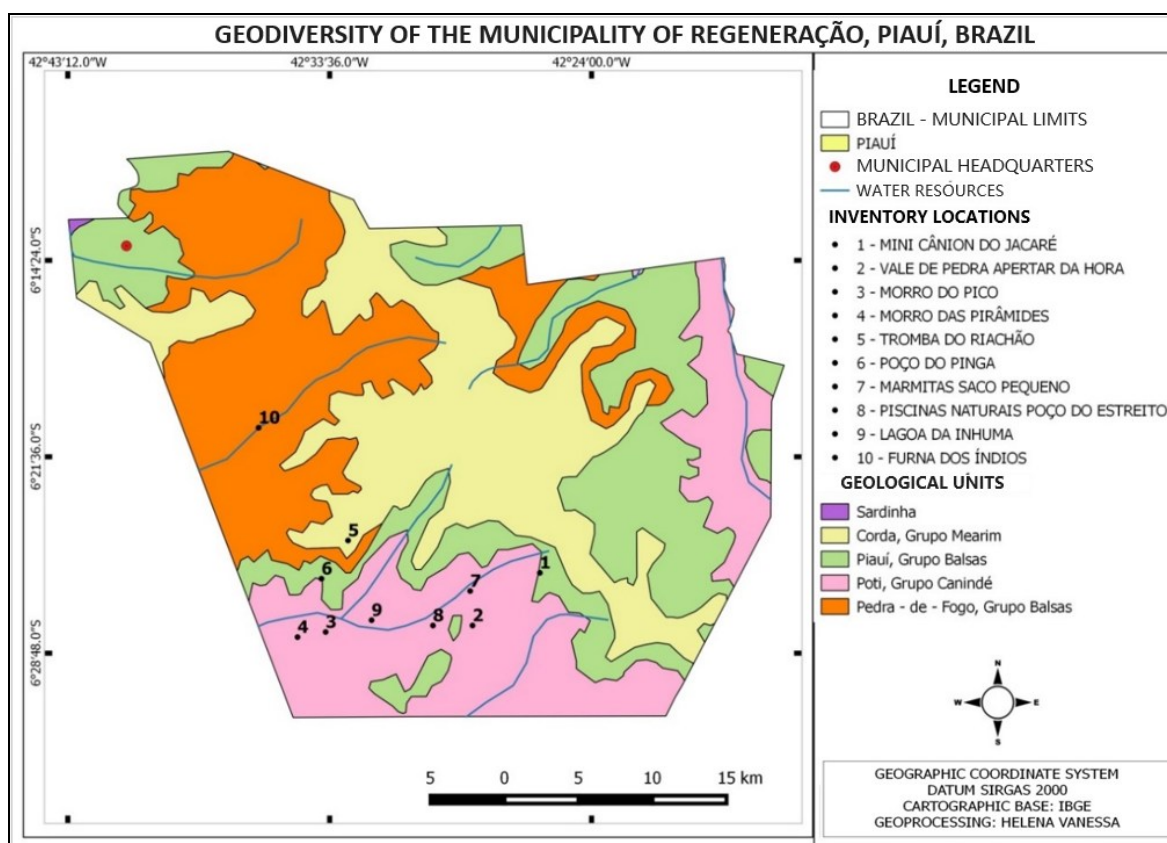 GEODIVERSITY OF THE MUNICIPALITY OF REGENERAÇÃO, PIAUÍ, BRAZIL
42°43′12.0″W
42°33′36.0″W
42°24′00.0″W
6°14′24.0″S
6°21′36.0″S
6°28′48.0″S
10
5
6
1
7
9
8
2
3
4
5 0 5 10 15 km
LEGEND
BRAZIL - MUNICIPAL LIMITS
PIAUÍ
MUNICIPAL HEADQUARTERS
WATER RESOURCES
INVENTORY LOCATIONS
1 - MINI CÂNION DO JACARÉ
2 - VALE DE PEDRA APERTAR DA HORA
3 - MORRO DO PICO
4 - MORRO DAS PIRÂMIDES
5 - TROMBA DO RIACHÃO
6 - POÇO DO PINGA
7 - MARMITAS SACO PEQUENO
8 - PISCINAS NATURAIS POÇO DO ESTREITO
9 - LAGOA DA INHUMA
10 - FURNA DOS ÍNDIOS
GEOLOGICAL UNITS
Sardinha
Corda, Grupo Mearim
Piauí, Grupo Balsas
Poti, Grupo Canindé
Pedra - de - Fogo, Grupo Balsas
N
W E
S
GEOGRAPHIC COORDINATE SYSTEM
DATUM SIRGAS 2000
CARTOGRAPHIC BASE: IBGE
GEOPROCESSING: HELENA VANESSA